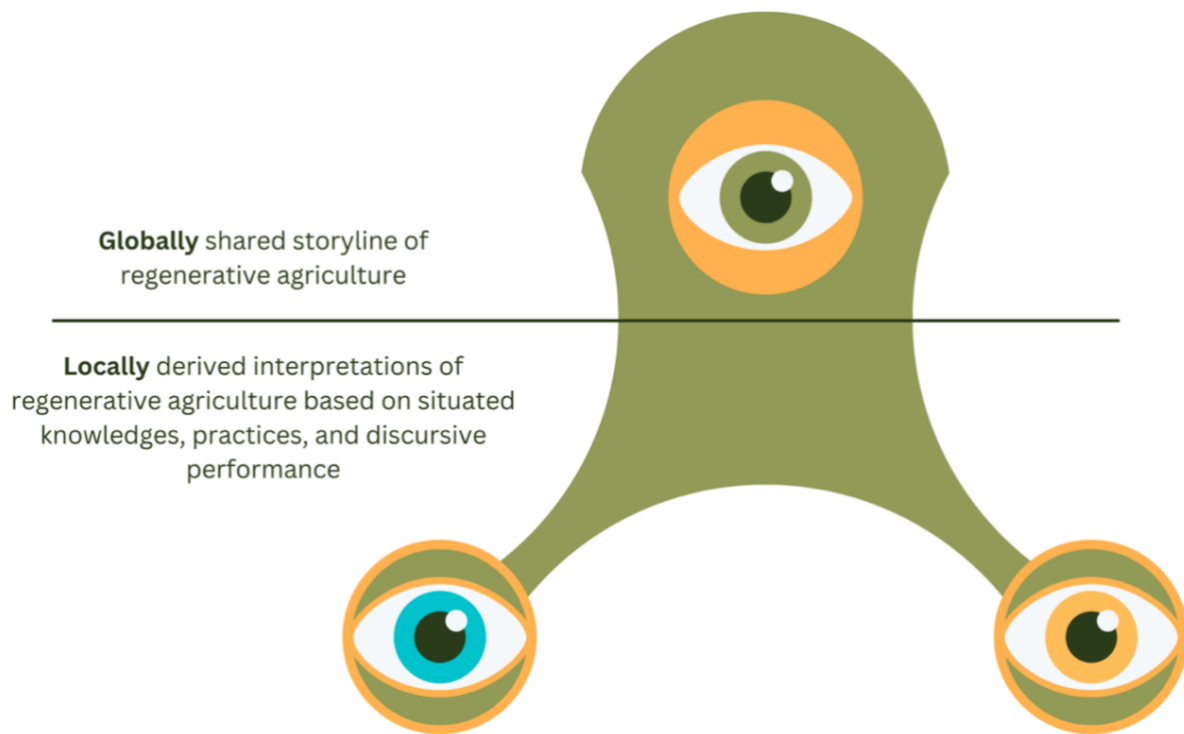 Globally shared storyline of
regenerative agriculture
Locally derived interpretations of
regenerative agriculture based on situated
knowledges, practices, and discursive
performance